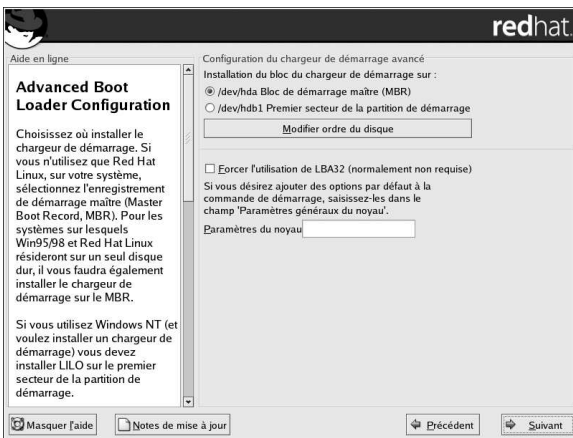 redhat.
Aide en ligne
Advanced Boot
Loader Configuration
Choisissez où installer le
chargeur de démarrage. Si
vous n'utilisez que Red Hat
Linux, sur votre système,
sélectionnez l'enregistrement
de démarrage maître (Master
Boot Record, MBR). Pour les
systèmes sur lesquels
Win95/98 et Red Hat Linux
résideront sur un seul disque
dur, il vous faudra également
installer le chargeur de
démarrage sur le MBR.
Si vous utilisez Windows NT (et
voulez installer un chargeur de
démarrage) vous devez
installer LILO sur le premier
secteur de la partition de
démarrage.
Configuration du chargeur de démarrage avancé
Installation du bloc du chargeur de démarrage sur :
/dev/hda Bloc de démarrage maître (MBR)
/dev/hdb1 Premier secteur de la partition de démarrage
Modifier ordre du disque
Forcer l'utilisation de LBA32 (normalement non requise)
Si vous désirez ajouter des options par défaut à la
commande de démarrage, saisissez-les dans le
champ 'Paramètres généraux du noyau'.
Paramètres du noyau
Masquer l'aide
Notes de mise à jour
Précédent
Suivant